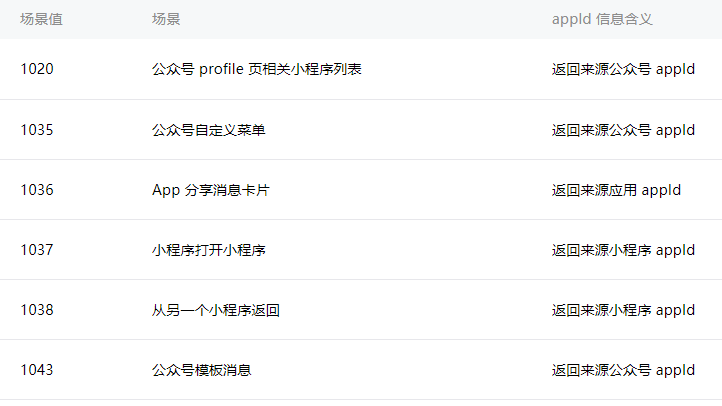 场景值 场景 appId 信息含义
1020 公众号 profile 页相关小程序列表 返回来源公众号 appId
1035 公众号自定义菜单 返回来源公众号 appId
1036 App 分享消息卡片 返回来源应用 appId
1037 小程序打开小程序 返回来源小程序 appId
1038 从另一个小程序返回 返回来源小程序 appId
1043 公众号模板消息 返回来源公众号 appId